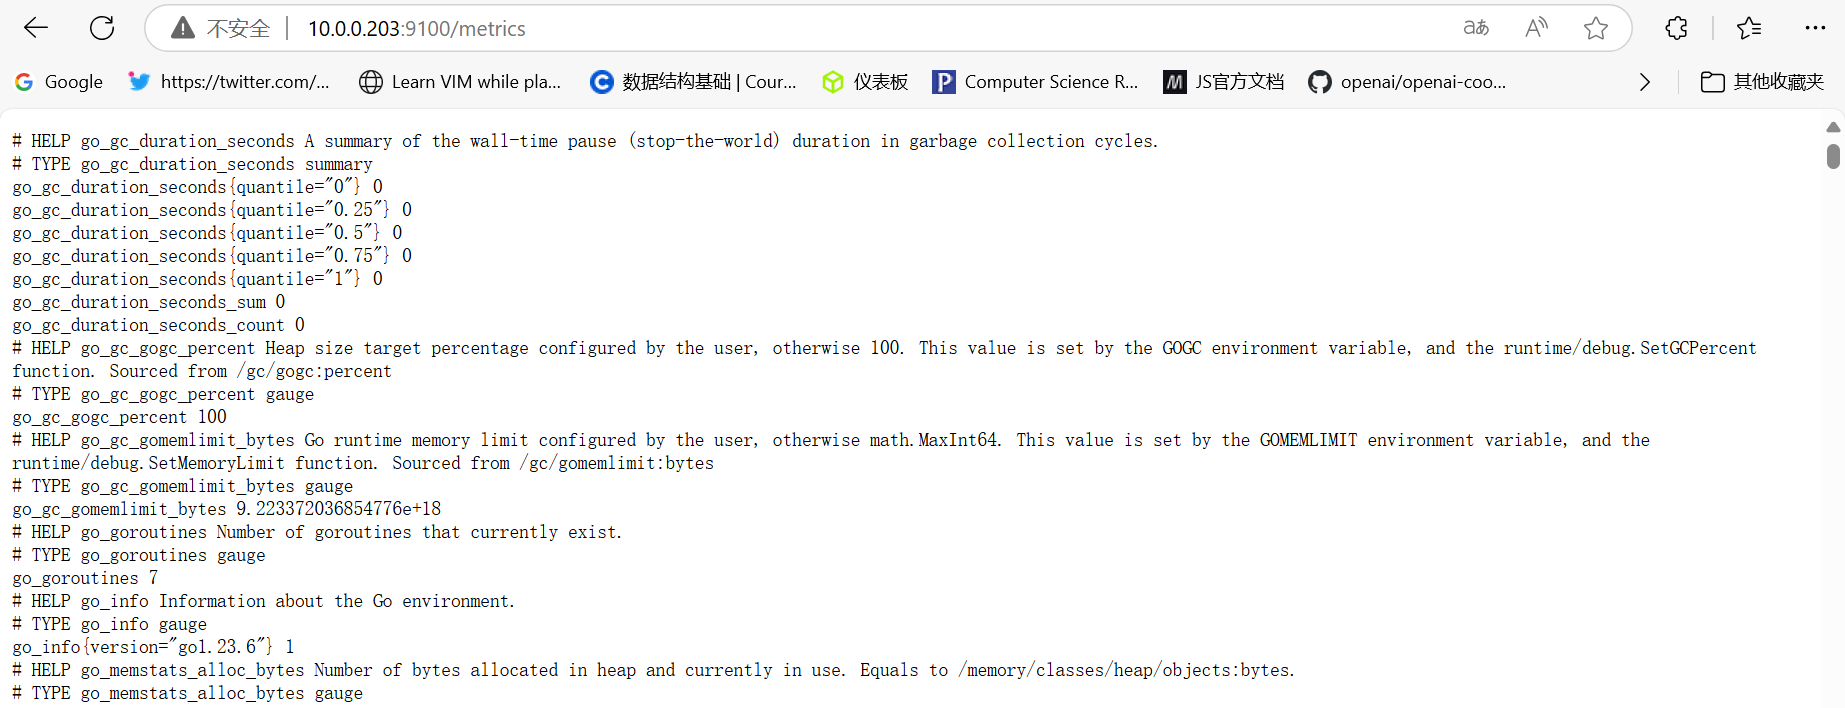 不安全 10.0.0.203:9100/metrics aあ A
Google https://twitter.com/... Learn VIM while pla... 数据结构基础 | Cour... 仪表板 Computer Science R... JS官方文档 openai/openai-coo... 其他收藏夹
# HELP go_gc_duration_seconds A summary of the wall-time pause (stop-the-world) duration in garbage collection cycles.
# TYPE go_gc_duration_seconds summary
go_gc_duration_seconds{quantile="0"} 0
go_gc_duration_seconds{quantile="0.25"} 0
go_gc_duration_seconds{quantile="0.5"} 0
go_gc_duration_seconds{quantile="0.75"} 0
go_gc_duration_seconds{quantile="1"} 0
go_gc_duration_seconds_sum 0
go_gc_duration_seconds_count 0
# HELP go_gc_gogc_percent Heap size target percentage configured by the user, otherwise 100. This value is set by the GOGC environment variable, and the runtime/debug.SetGCPercent
function. Sourced from /gc/gogc:percent
# TYPE go_gc_gogc_percent gauge
go_gc_gogc_percent 100
# HELP go_gc_gomemlimit_bytes Go runtime memory limit configured by the user, otherwise math.MaxInt64. This value is set by the GOMEMLIMIT environment variable, and the
runtime/debug.SetMemoryLimit function. Sourced from /gc/gomemlimit:bytes
# TYPE go_gc_gomemlimit_bytes gauge
go_gc_gomemlimit_bytes 9.223372036854776e+18
# HELP go_goroutines Number of goroutines that currently exist.
# TYPE go_goroutines gauge
go_goroutines 7
# HELP go_info Information about the Go environment.
# TYPE go_info gauge
go_info{version="go1.23.6"} 1
# HELP go_memstats_alloc_bytes Number of bytes allocated in heap and currently in use. Equals to /memory/classes/heap/objects:bytes.
# TYPE go_memstats_alloc_bytes gauge